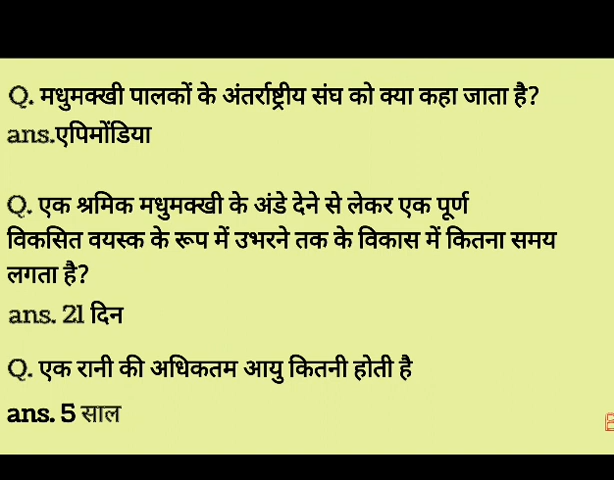 Q. मधुमक्खी पालकों के अंतर्राष्ट्रीय संघ को क्या कहा जाता है?
ans.एपिमोंडिया
Q. एक श्रमिक मधुमक्खी के अंडे देने से लेकर एक पूर्ण
विकसित वयस्क के रूप में उभरने तक के विकास में कितना समय
लगता है?
ans. 21 दिन
Q. एक रानी की अधिकतम आयु कितनी होती है
ans. 5 साल